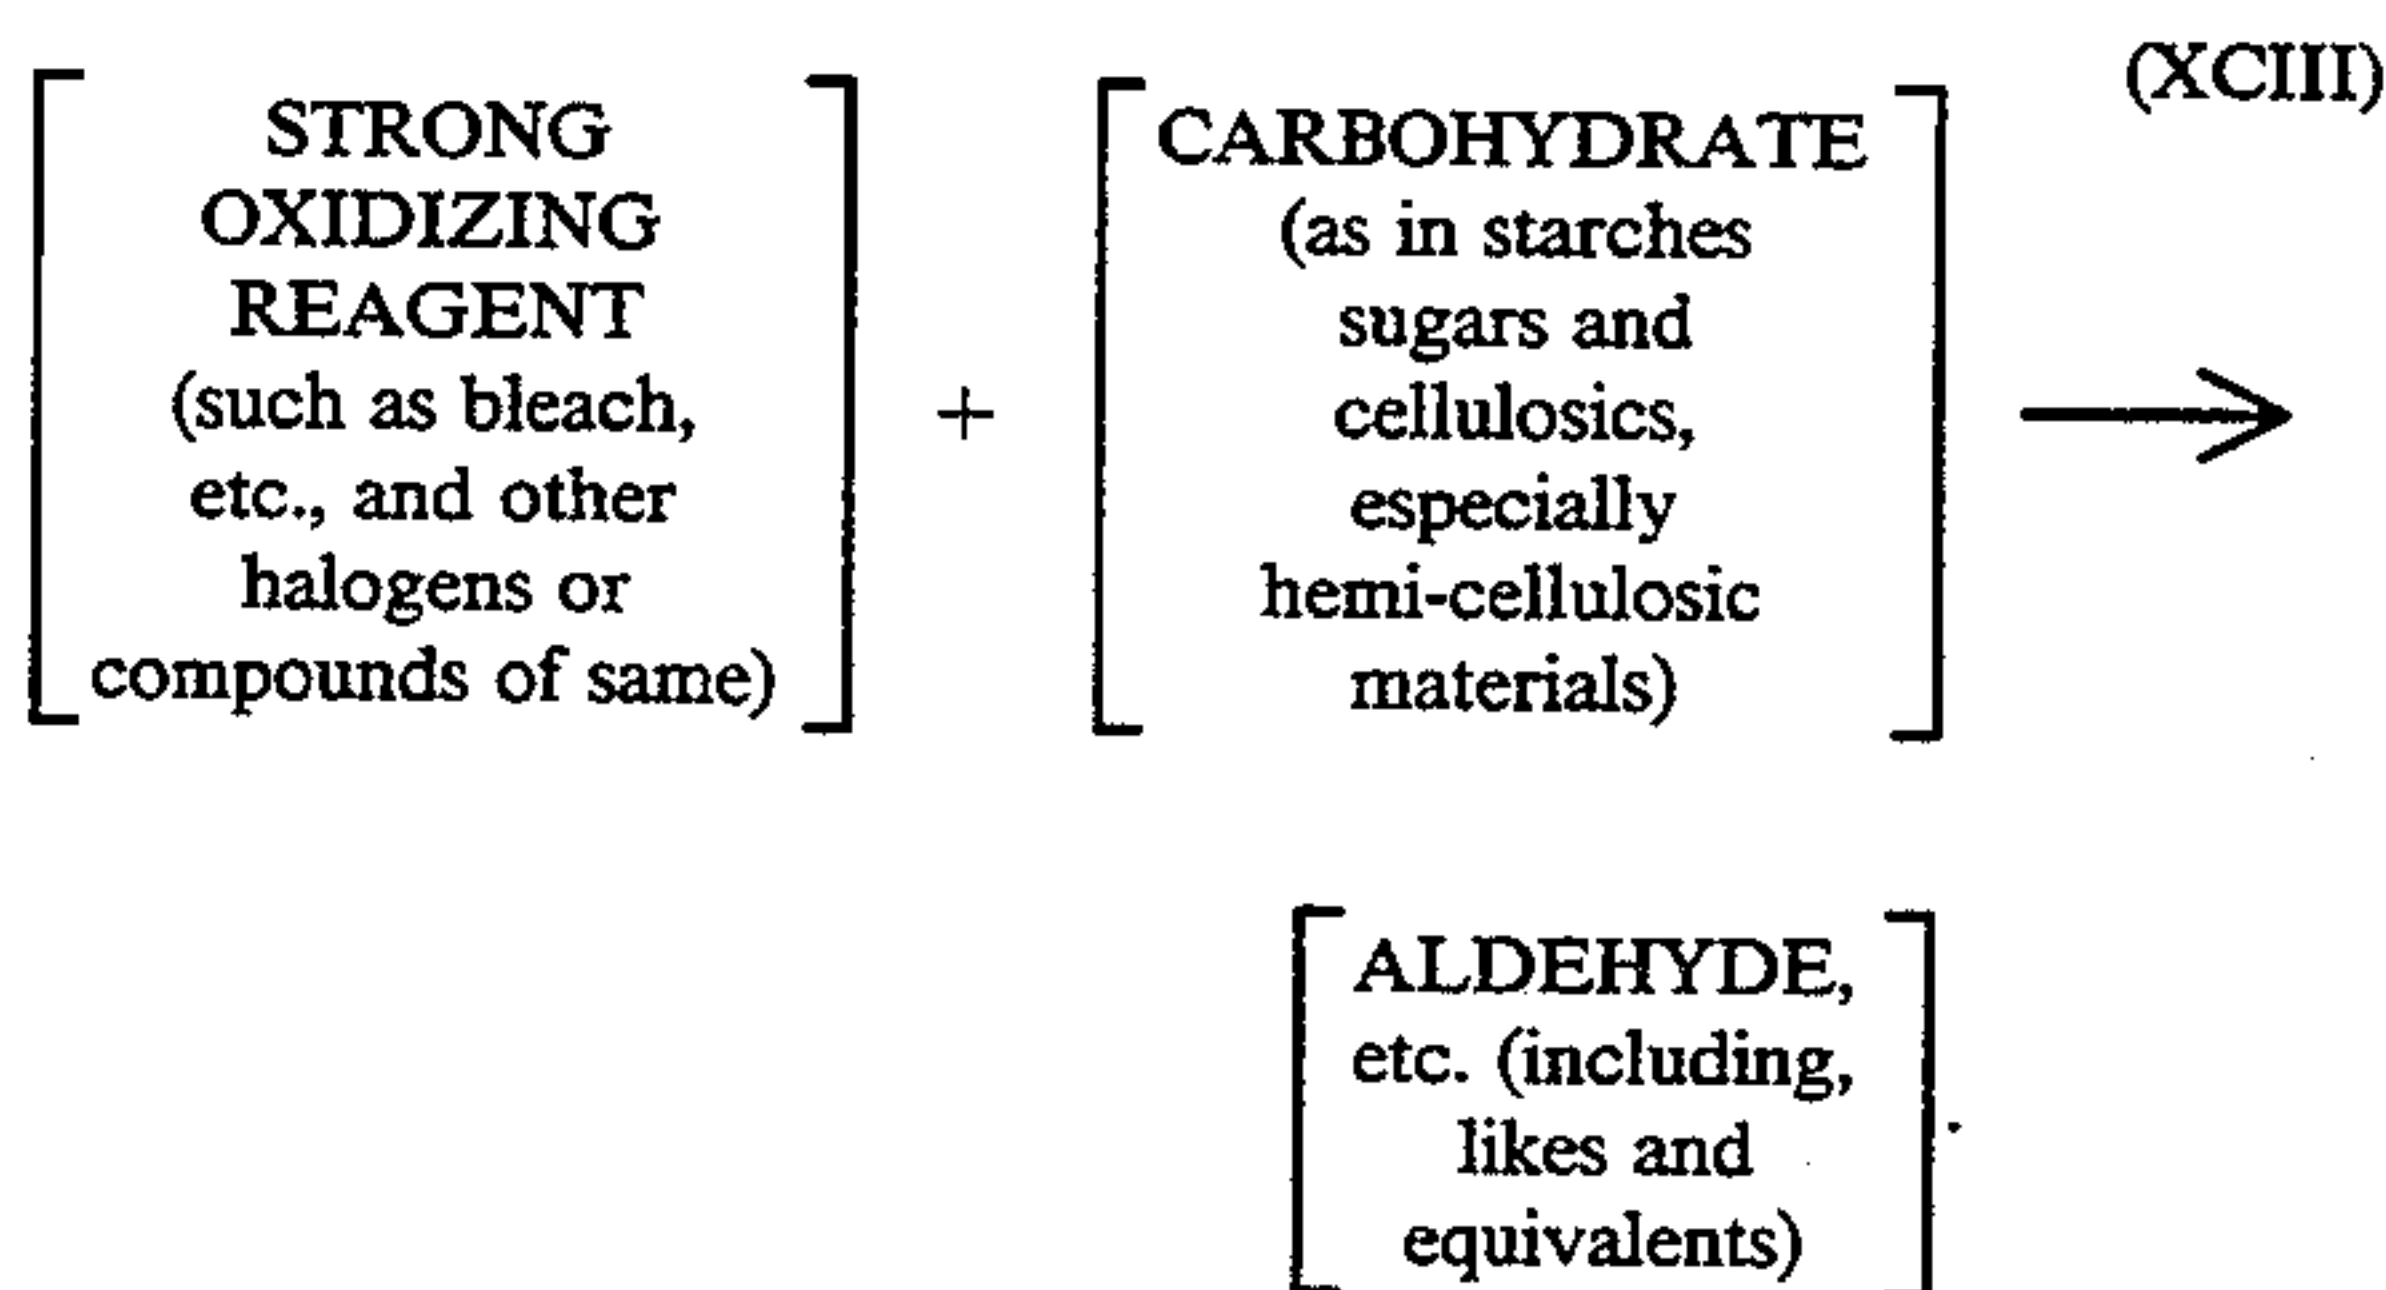 (XCIII)
STRONG
OXIDIZING
REAGENT
(such as bleach,
etc., and other
halogens or
compounds of same)
+
CARBOHYDRATE
(as in starches
sugars and
cellulosics,
especially
hemi-cellulosic
materials)
ALDEHYDE,
etc. (including,
likes and
equivalents)
.